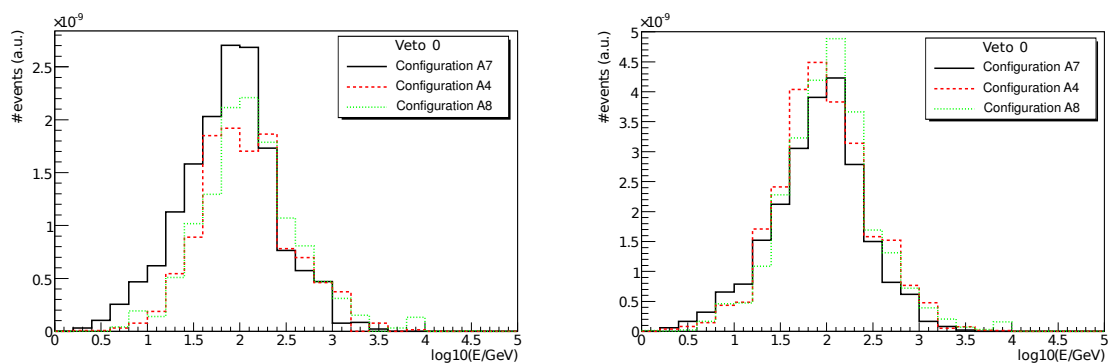 ×10⁻⁹
#events (a.u.)
2.5
2
1.5
1
0.5
0
Veto 0
Configuration A7
Configuration A4
Configuration A8
0 0.5 1 1.5 2 2.5 3 3.5 4 4.5 5
log10(E/GeV)
×10⁻⁹
#events (a.u.)
5
4.5
4
3.5
3
2.5
2
1.5
1
0.5
0
Veto 0
Configuration A7
Configuration A4
Configuration A8
0 0.5 1 1.5 2 2.5 3 3.5 4 4.5 5
log10(E/GeV)